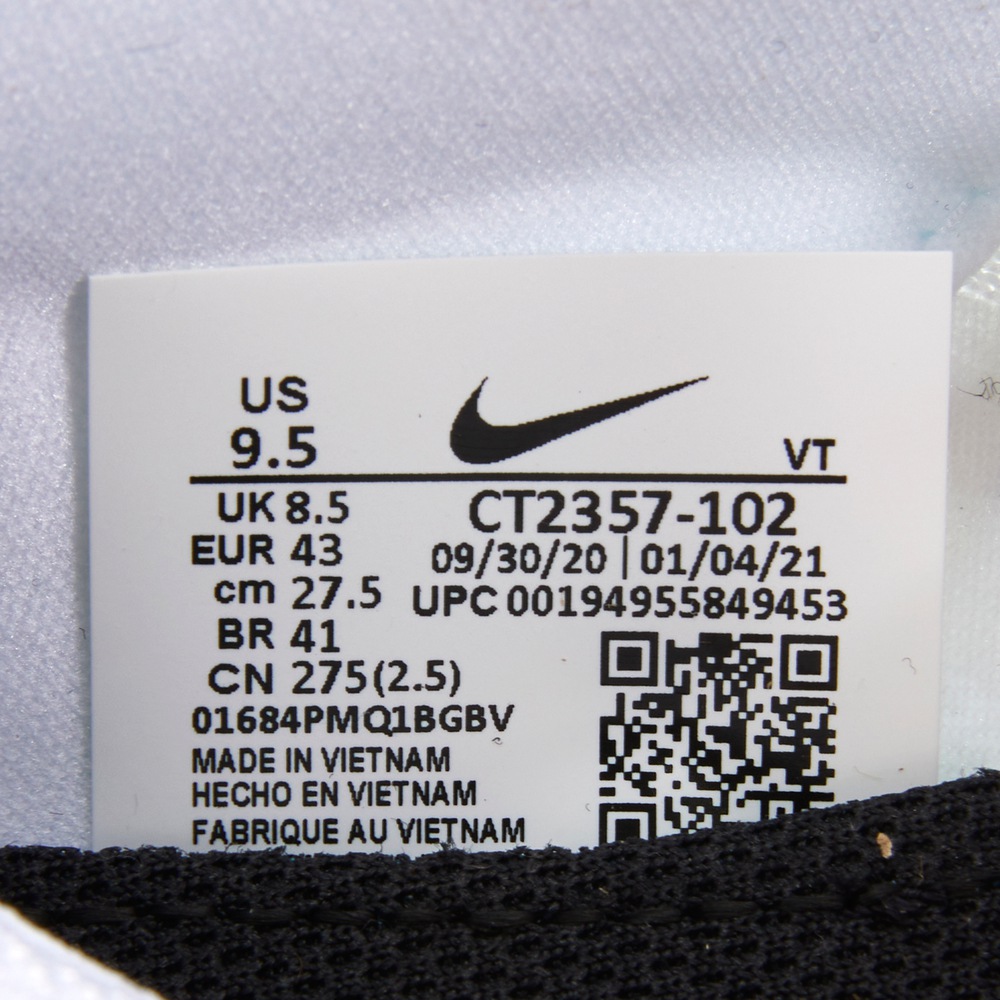 US
9.5
VT
UK 8.5
EUR 43
cm 27.5
BR 41
CN 275(2.5)
CT2357-102
09/30/20 | 01/04/21
UPC 00194955849453
01684PMQ1BGBV
MADE IN VIETNAM
HECHO EN VIETNAM
FABRIQUE AU VIETNAM